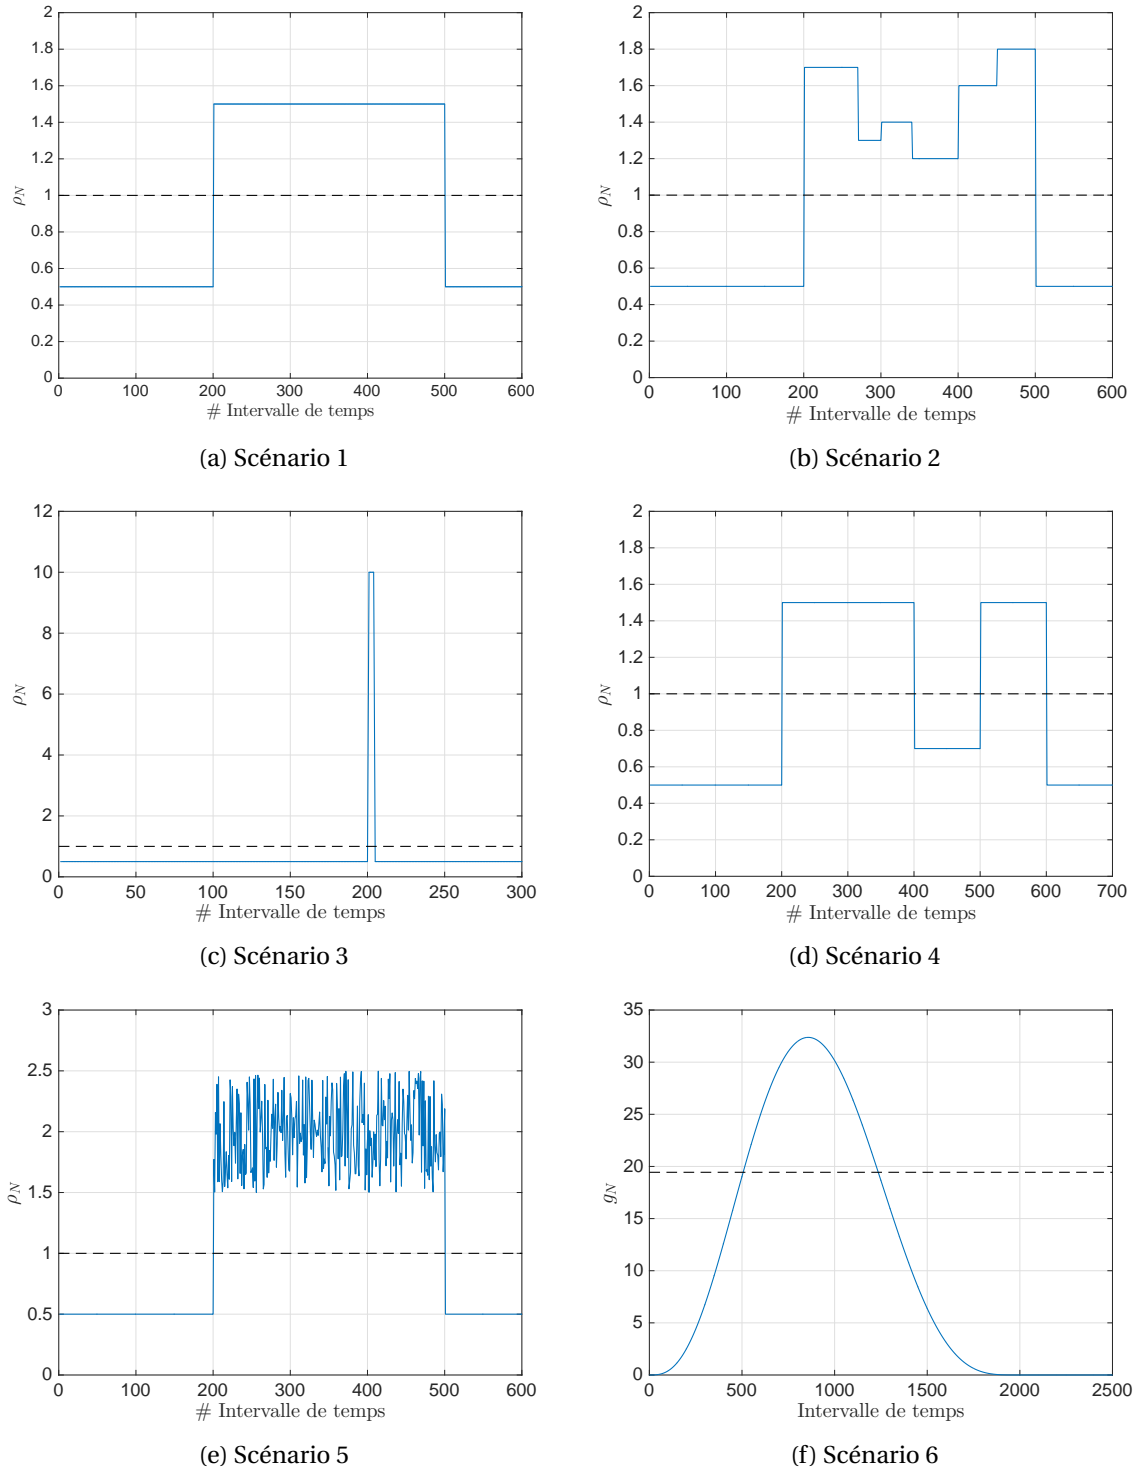 2
1.8
1.6
1.4
1.2
1
0.8
0.6
0.4
0.2
0
ρN
0 100 200 300 400 500 600
# Intervalle de temps
(a) Scénario 1
2
1.8
1.6
1.4
1.2
1
0.8
0.6
0.4
0.2
0
ρN
0 100 200 300 400 500 600
# Intervalle de temps
(b) Scénario 2
12
10
8
6
4
2
0
ρN
0 50 100 150 200 250 300
# Intervalle de temps
(c) Scénario 3
2
1.8
1.6
1.4
1.2
1
0.8
0.6
0.4
0.2
0
ρN
0 100 200 300 400 500 600 700
# Intervalle de temps
(d) Scénario 4
3
2.5
2
1.5
1
0.5
0
ρN
0 100 200 300 400 500 600
# Intervalle de temps
(e) Scénario 5
35
30
25
20
15
10
5
0
gN
0 500 1000 1500 2000 2500
Intervalle de temps
(f) Scénario 6